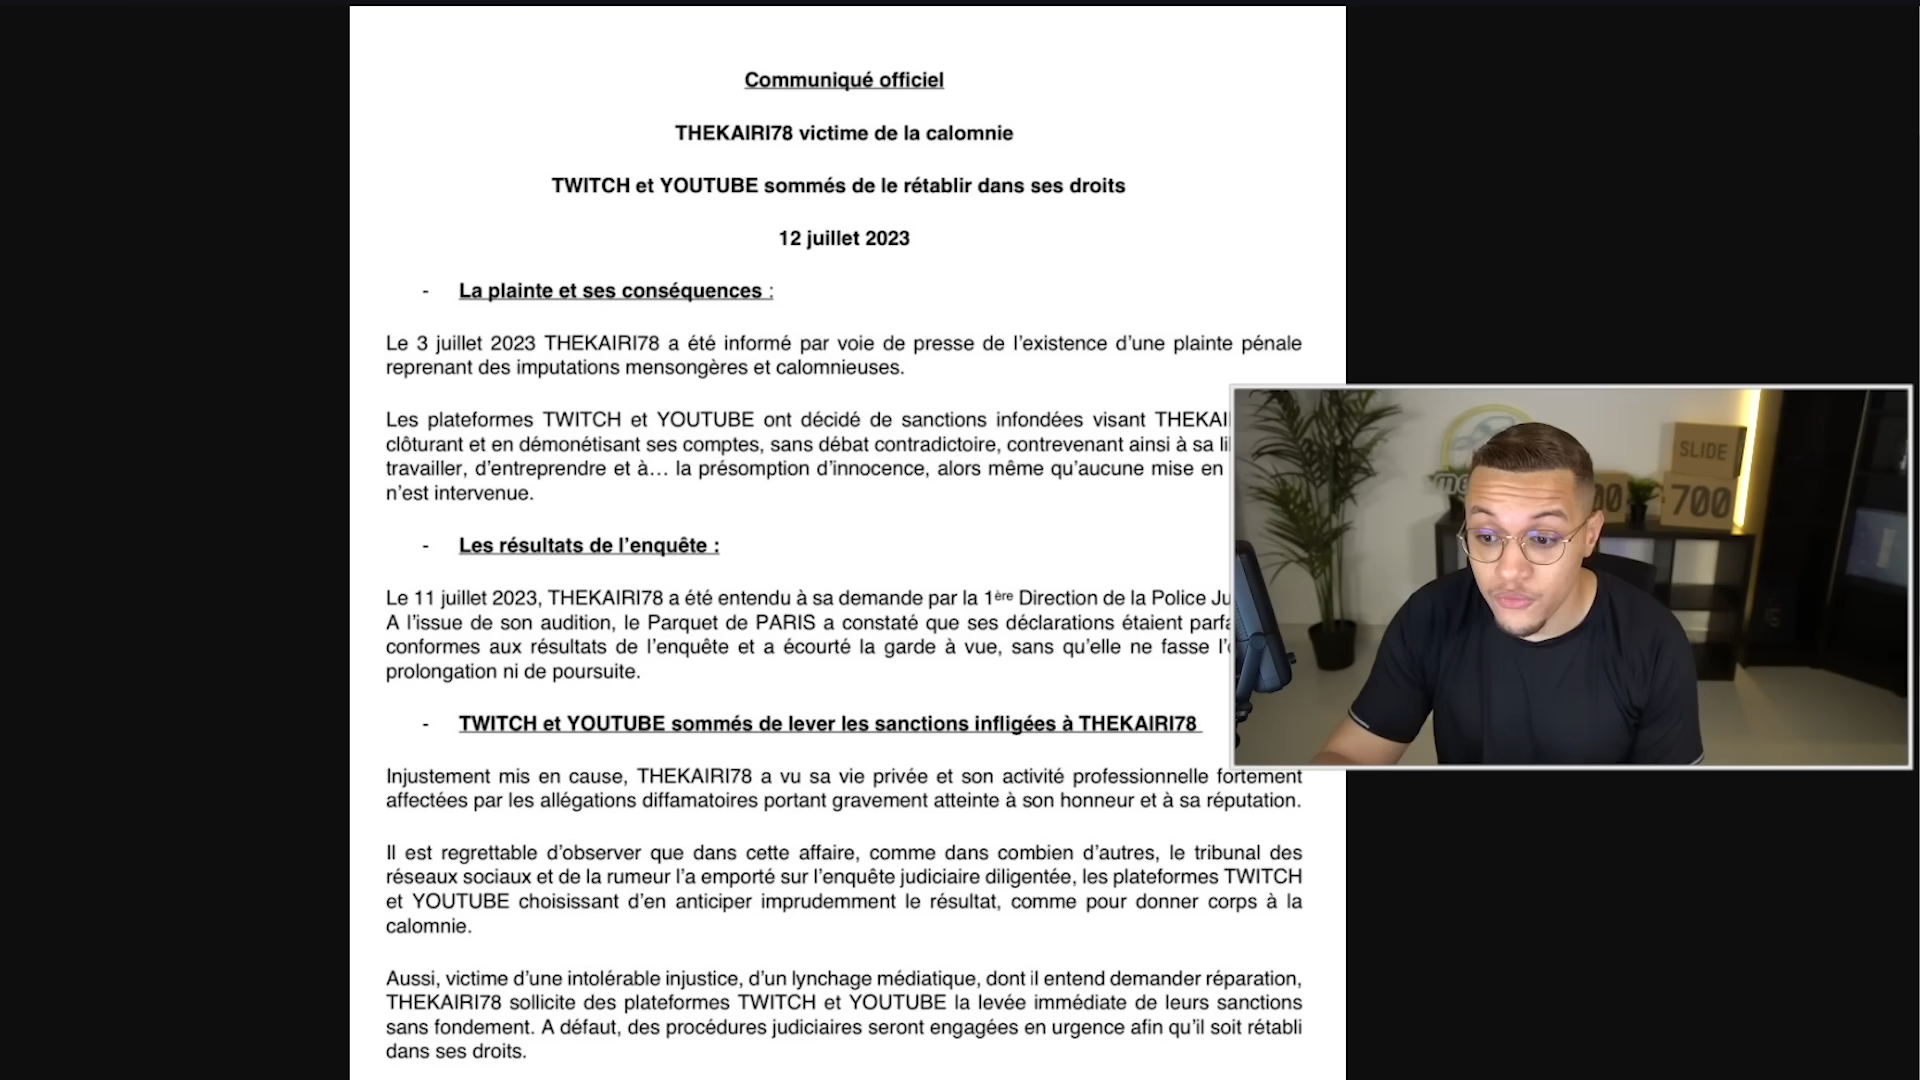 Communiqué officiel
THEKAIRI78 victime de la calomnie
TWITCH et YOUTUBE sommés de le rétablir dans ses droits
12 juillet 2023
- La plainte et ses conséquences :
Le 3 juillet 2023 THEKAIRI78 a été informé par voie de presse de l'existence d'une plainte pénale
reprenant des imputations mensongères et calomnieuses.
Les plateformes TWITCH et YOUTUBE ont décidé de sanctions infondées visant
clôturant et en démonétisant ses comptes, sans débat contradictoire, contrevenant ainsi à sa
travailler, d'entreprendre et à… la présomption d'innocence, alors même qu'aucune mise en
n'est intervenue.
- Les résultats de l'enquête :
Le 11 juillet 2023, THEKAIRI78 a été entendu à sa demande par la 1ère Direction de la Police
A l'issue de son audition, le Parquet de PARIS a constaté que ses déclarations étaient
conformes aux résultats de l'enquête et a écourté la garde à vue, sans qu'elle ne fasse
prolongation ni de poursuite.
- TWITCH et YOUTUBE sommés de lever les sanctions infligées à THEKAIRI78
Injustement mis en cause, THEKAIRI78 a vu sa vie privée et son activité professionnelle fortement
affectées par les allégations diffamatoires portant gravement atteinte à son honneur et à sa réputation.
Il est regrettable d'observer que dans cette affaire, comme dans combien d'autres, le tribunal des
réseaux sociaux et de la rumeur l'a emporté sur l'enquête judiciaire diligentée, les plateformes TWITCH
et YOUTUBE choisissant d'en anticiper imprudemment le résultat, comme pour donner corps à la
calomnie.
Aussi, victime d'une intolérable injustice, d'un lynchage médiatique, dont il entend demander réparation,
THEKAIRI78 sollicite des plateformes TWITCH et YOUTUBE la levée immédiate de leurs sanctions
sans fondement. A défaut, des procédures judiciaires seront engagées en urgence afin qu'il soit rétabli
dans ses droits.
SLIDE
700